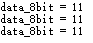 data_8bit = 11
data_8bit = 11
data_8bit = 11